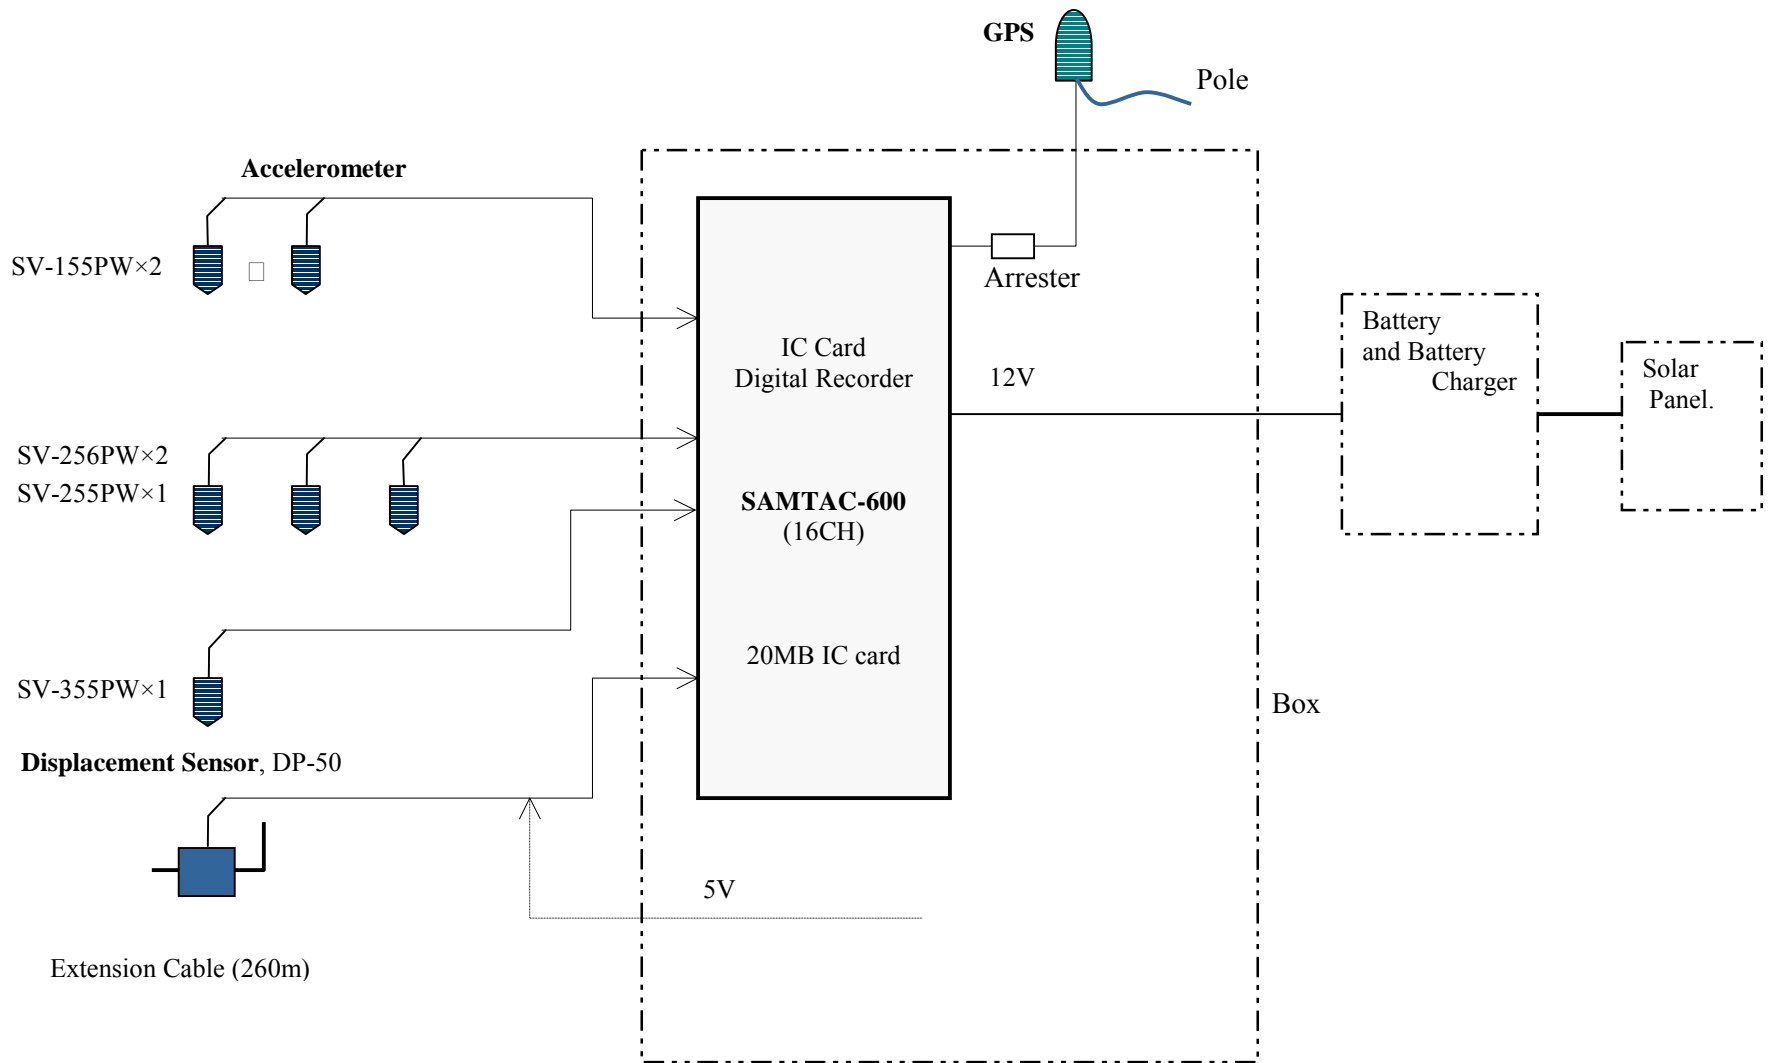 GPS
Pole
Accelerometer
SV-155PW×2
Arrester
IC Card
Digital Recorder
12V
Battery
and Battery
Charger
Solar
Panel.
SV-256PW×2
SV-255PW×1
SAMTAC-600
(16CH)
20MB IC card
SV-355PW×1
Box
Displacement Sensor, DP-50
5V
Extension Cable (260m)